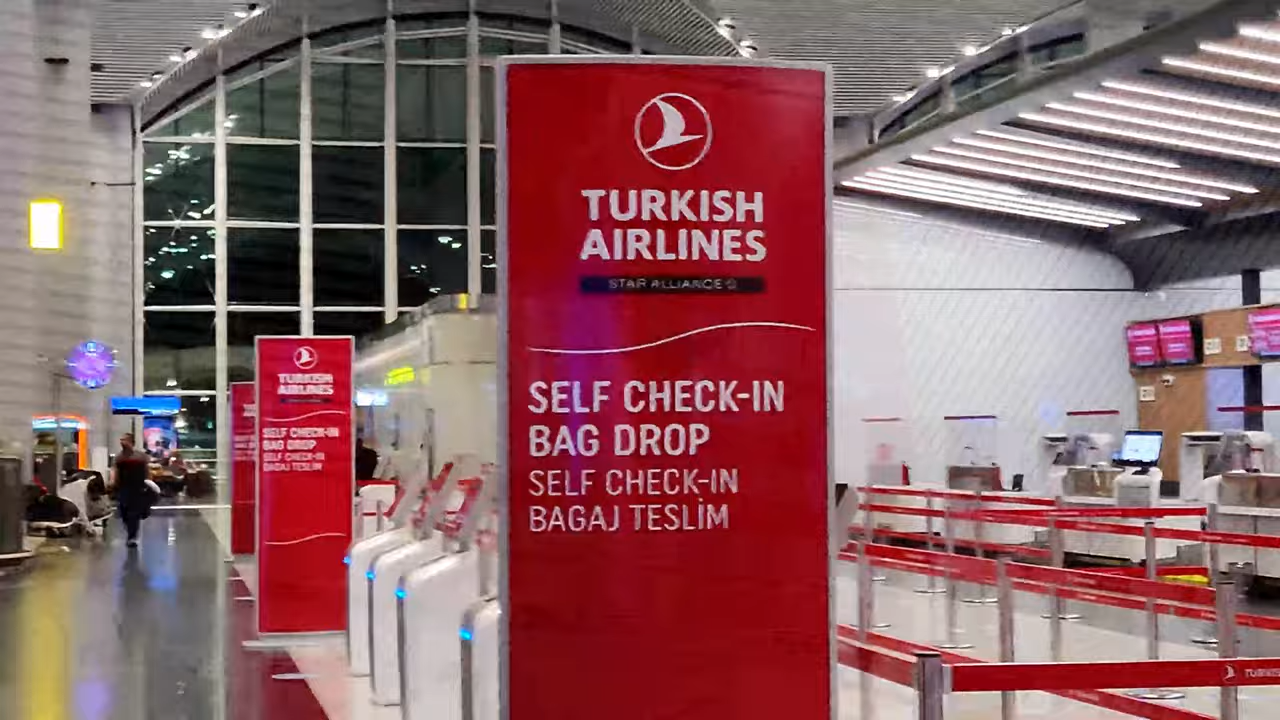 TURKISH
AIRLINES
STAR ALLIANCE
SELF CHECK-IN
BAG DROP
SELF CHECK-IN
BAGAJ TESLİM
TURKISH
AIRLINES
SELF CHECK-IN
BAG DROP
SELF CHECK-IN
BAGAJ TESLİM